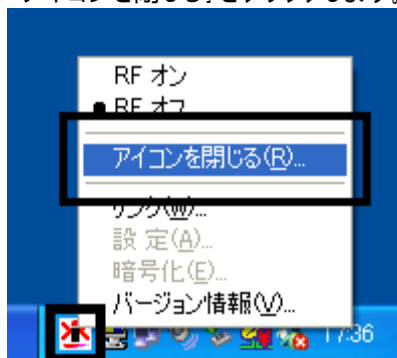 アイコンを閉じる」をクリックします。
RF オン
RF オフ
アイコンを閉じる(R)...
リンク(W)...
設 定(A)...
暗号化(E)...
バージョン情報(V)...
17:36